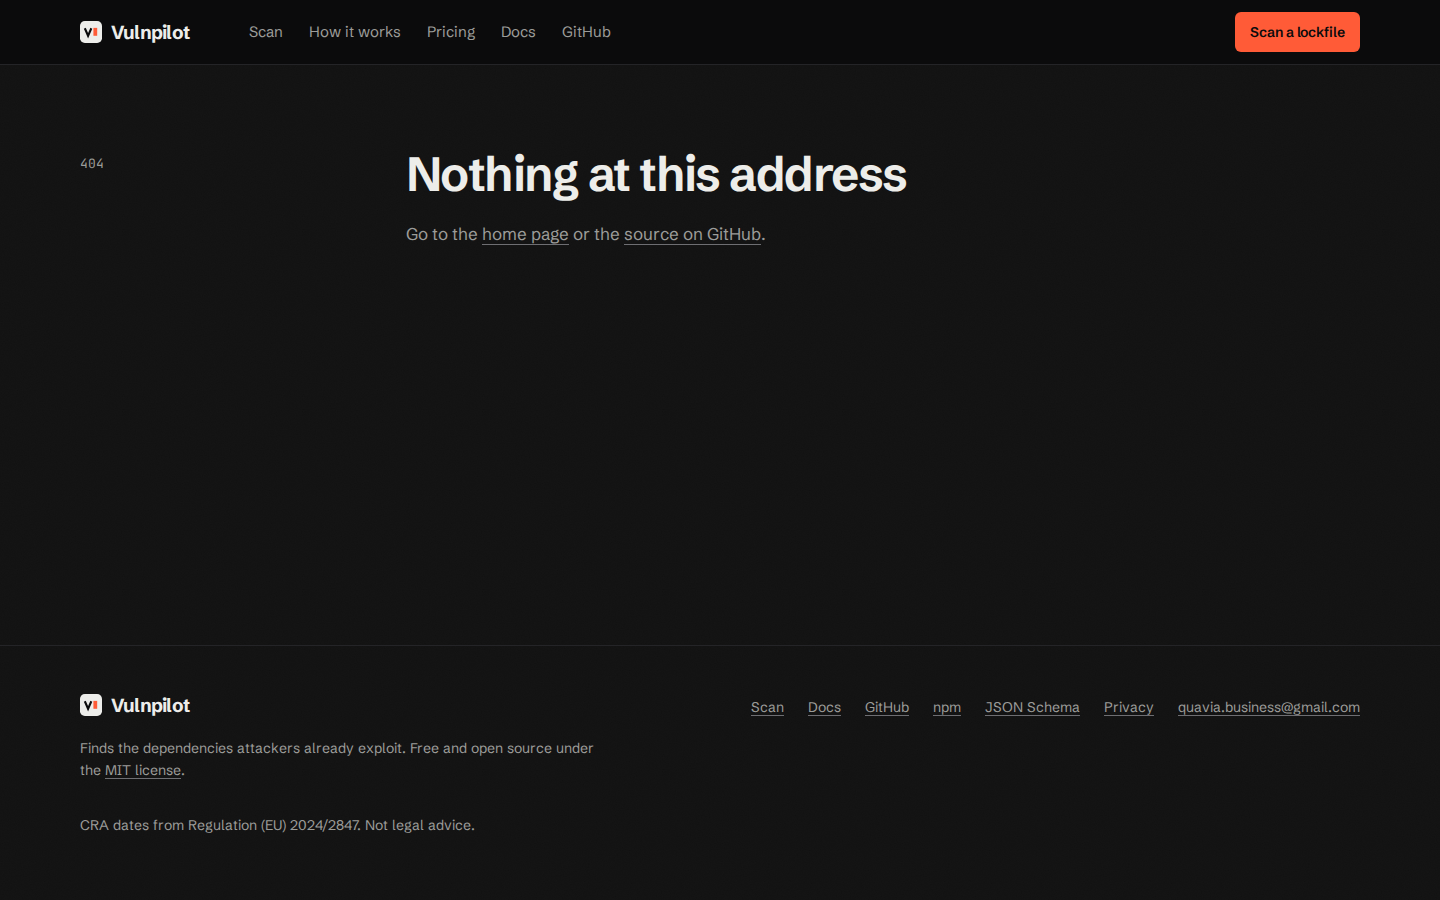 Vulnpilot Scan How it works Pricing Docs GitHub Scan a lockfile
404
Nothing at this address
Go to the home page or the source on GitHub.
Vulnpilot
Scan Docs GitHub npm JSON Schema Privacy quavia.business@gmail.com
Finds the dependencies attackers already exploit. Free and open source under
the MIT license.
CRA dates from Regulation (EU) 2024/2847. Not legal advice.